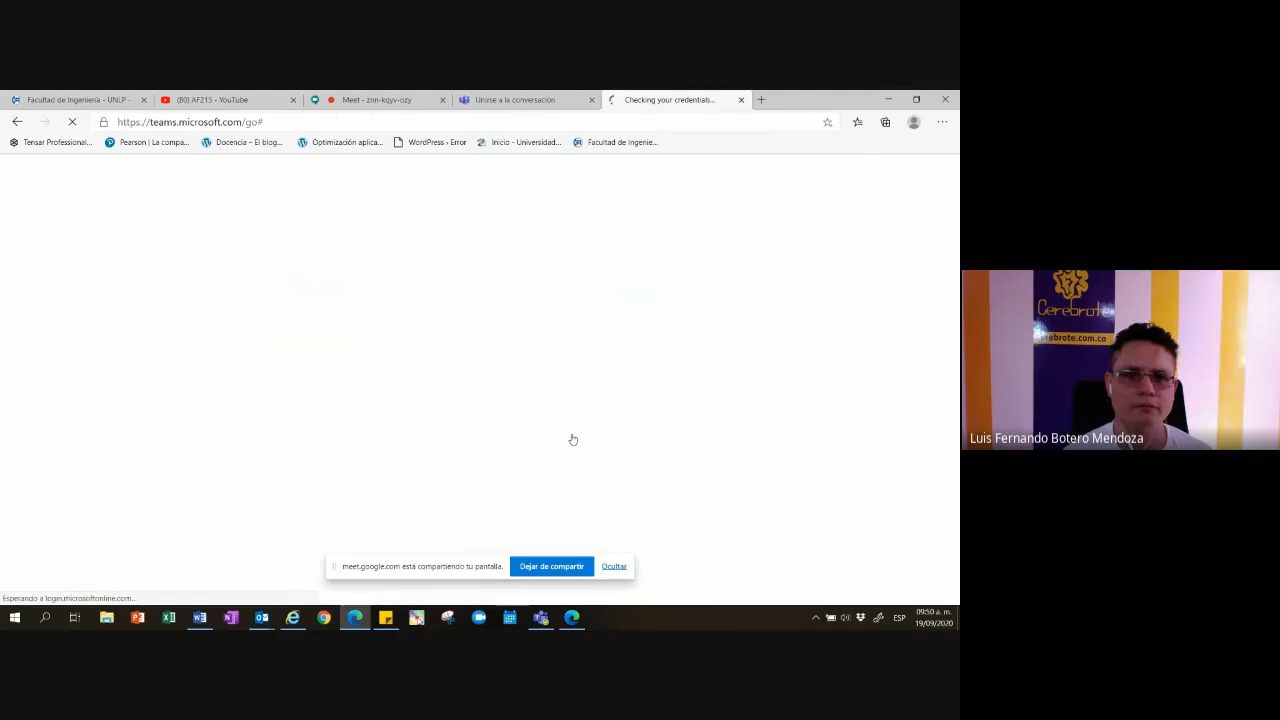 Facultad de Ingeniería - UNLP -
(80) AF215 - YouTube
Meet - znn-kqyv-ozy
Unirse a la conversación
Checking your credentials...
https://teams.microsoft.com/go#
Tensar Professional...
Pearson | La compa...
Docencia – El blog...
Optimización aplica...
WordPress › Error
Inicio - Universidad...
Facultad de Ingenie...
Cerebrote
erebrote.com.co
Luis Fernando Botero Mendoza
meet.google.com está compartiendo tu pantalla.
Dejar de compartir
Ocultar
Esperando a login.microsoftonline.com...
ESP
09:50 a. m.
19/09/2020